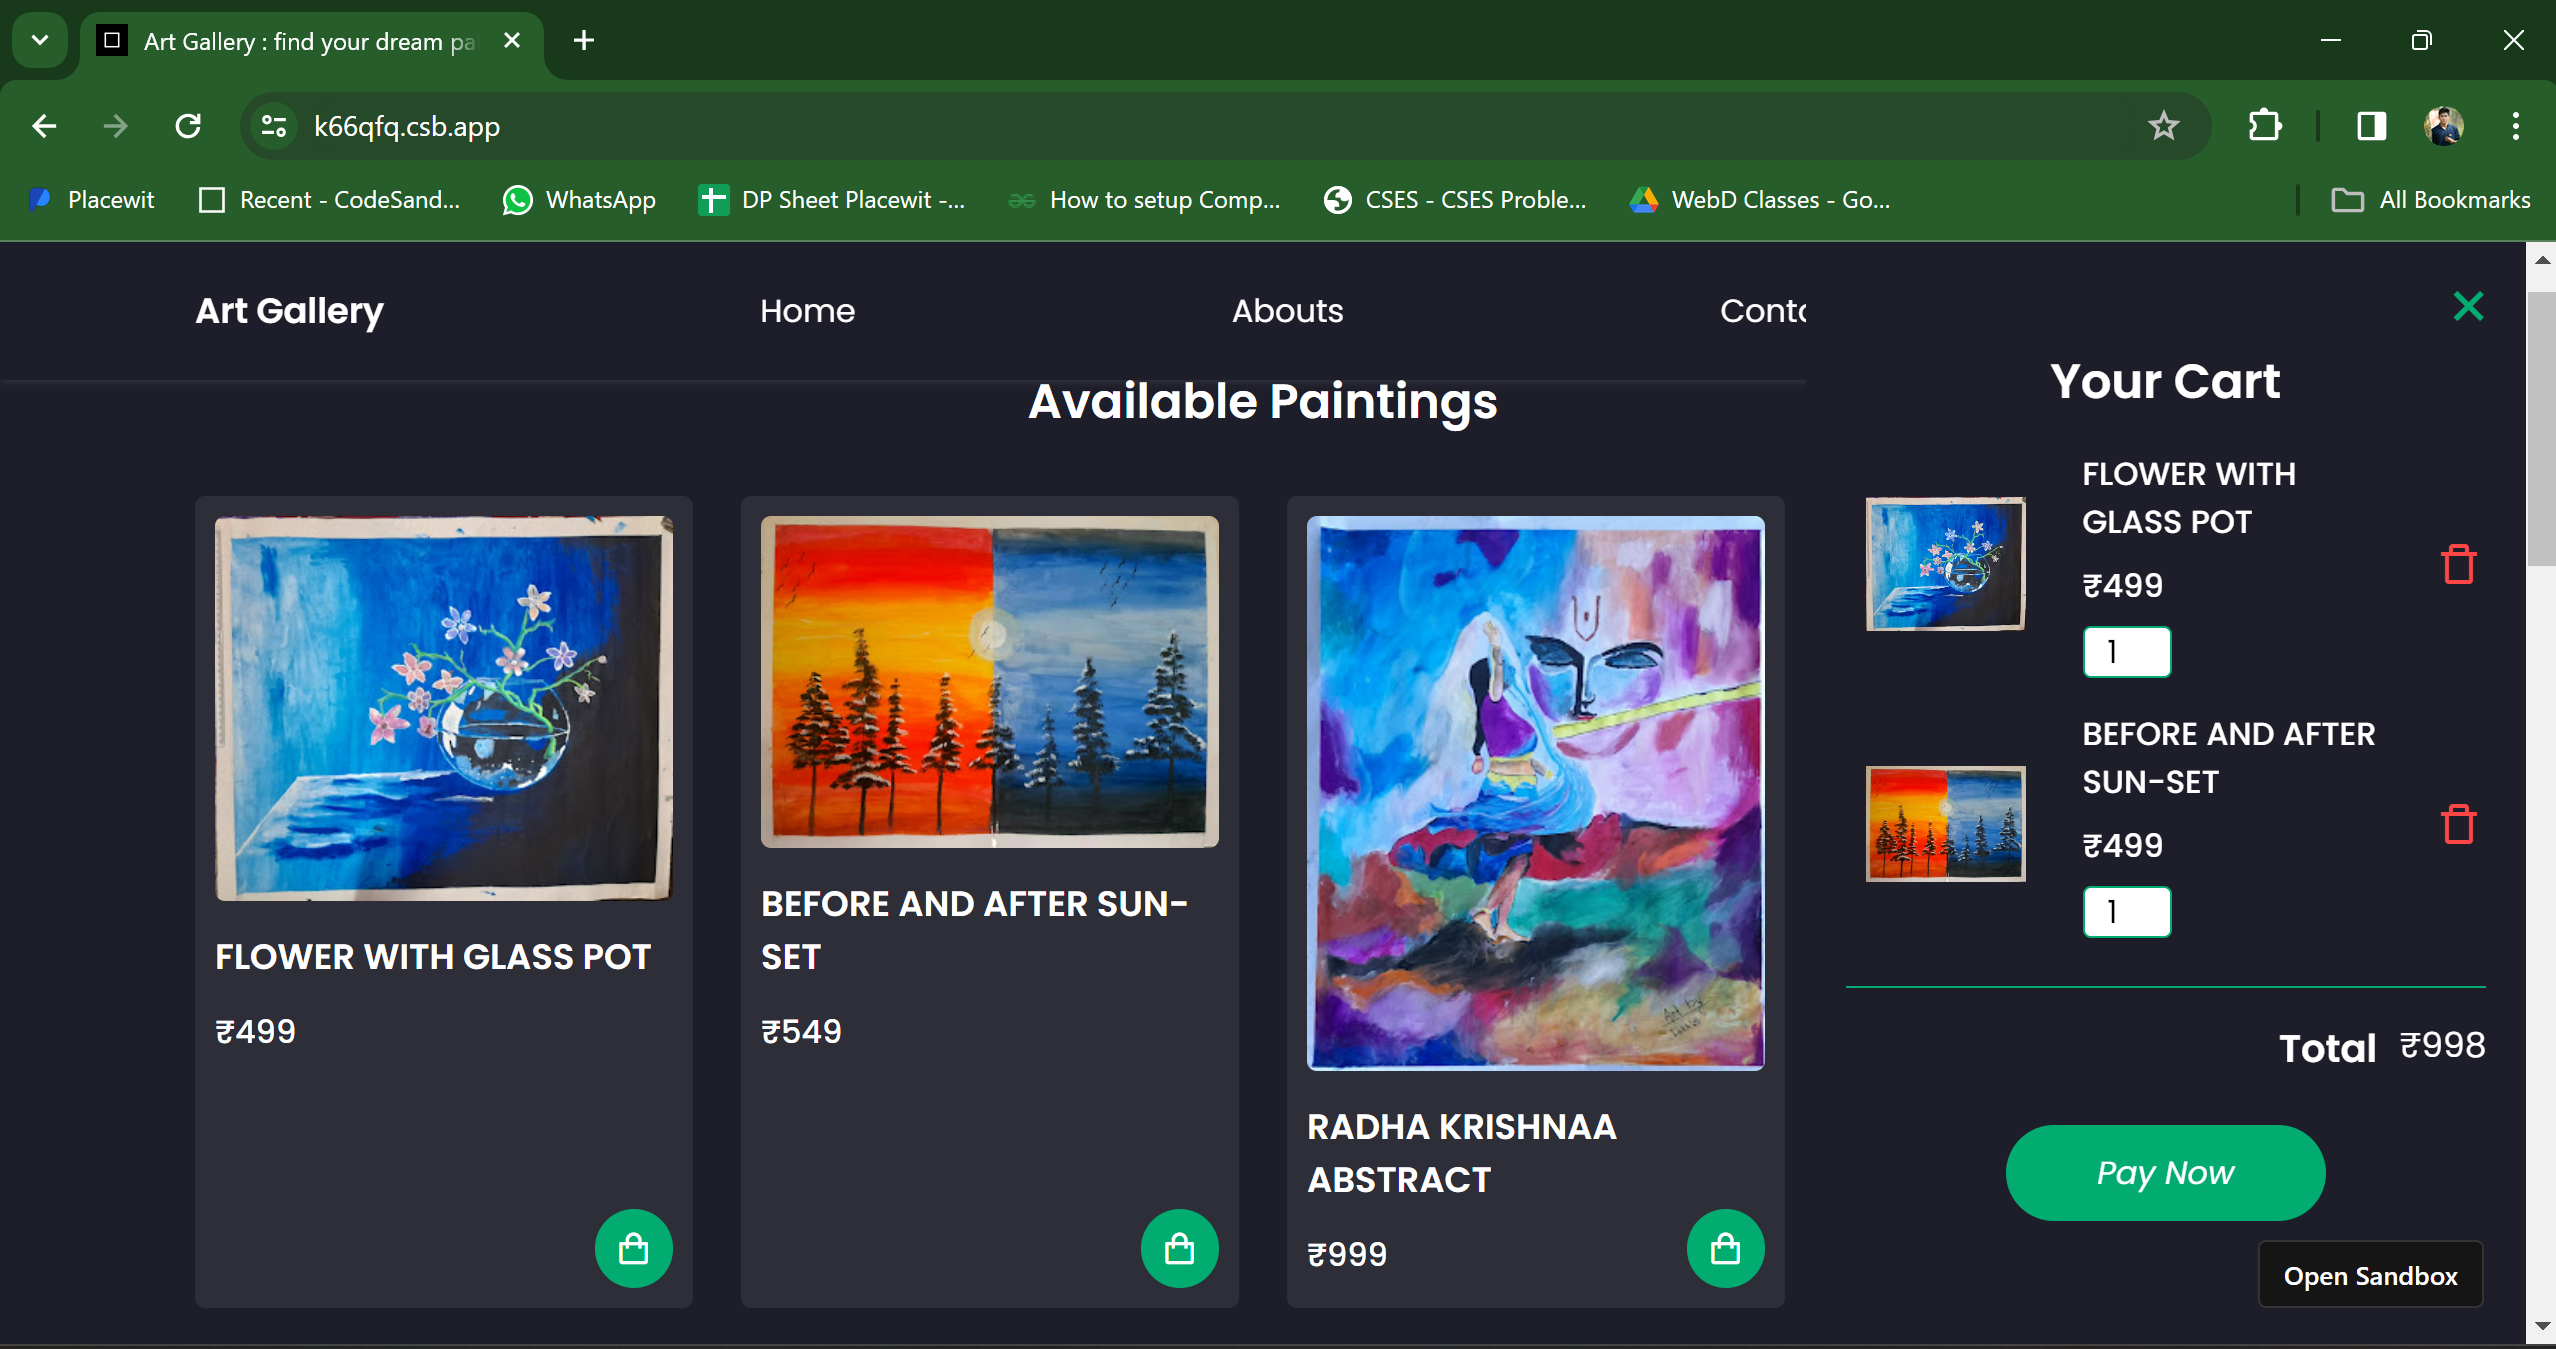 Art Gallery : find your dream pa
k66qfq.csb.app
Placewit
Recent - CodeSand...
WhatsApp
DP Sheet Placewit -...
How to setup Comp...
CSES - CSES Proble...
WebD Classes - Go...
All Bookmarks
Art Gallery
Home
Abouts
Conta
Available Paintings
FLOWER WITH GLASS POT
₹499
BEFORE AND AFTER SUN-
SET
₹549
Art by
RADHA KRISHNAA
ABSTRACT
₹999
Your Cart
FLOWER WITH
GLASS POT
₹499
1
BEFORE AND AFTER
SUN-SET
₹499
1
Total ₹998
Pay Now
Open Sandbox